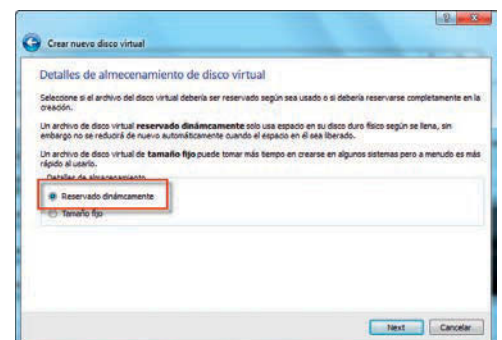 Crear nuevo disco virtual
Detalles de almecenamiento de disco virtual
Seleccione si el archivo del disco virtual debería ser reservado según sea usado o si debería reservarse completamente en la
creación.
Un archivo de disco virtual reservado dinámcamente solo usa espacio en su disco duro físico según se llena, sin
embargo no se reducirá de nuevo automáticamente cuando el espacio en él sea liberado.
Un archivo de disco virtual de tamaño fijo puede tomar más tiempo en crearse en algunos sistemas pero a menudo es más
rápido al usarlo.
Detalles de almacenamiento
Reservado dinámcamente
Tamaño fijo
Next Cancelar